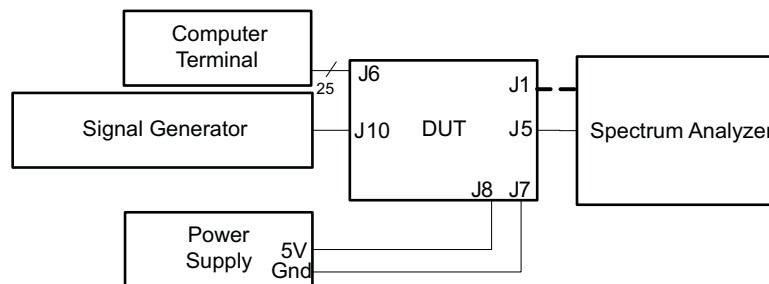 Computer
Terminal
J6
25
J1
Signal Generator
J10
DUT
J5
Spectrum Analyzer
J8
J7
Power
Supply
5V
Gnd